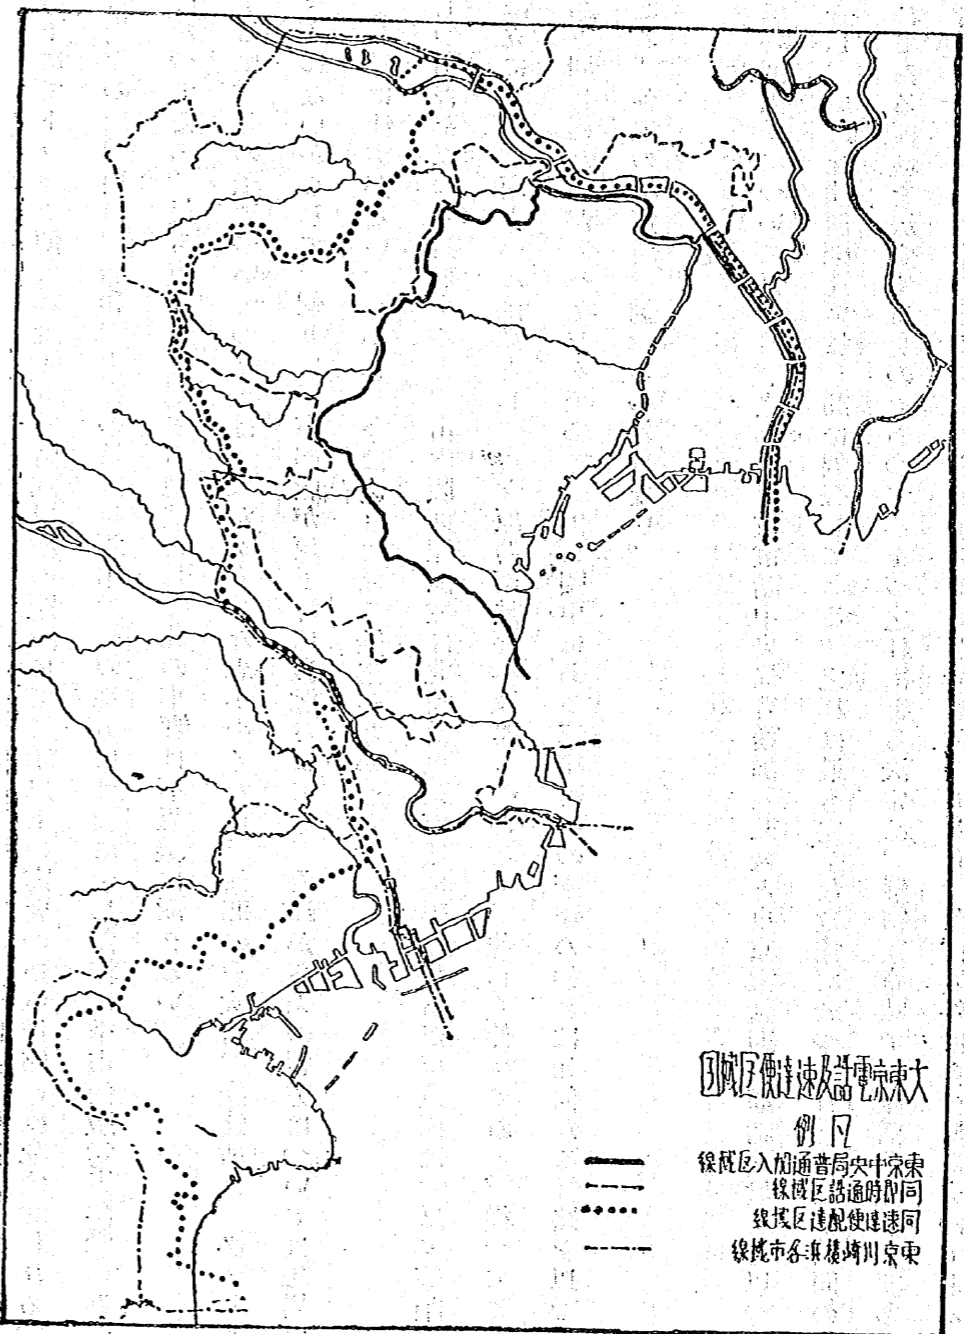 大東京電話及速達便区域図
凡例
東京中央局普通加入区域線
同即時通話区域線
同速達便配達区域線
東京川崎横浜各市域線